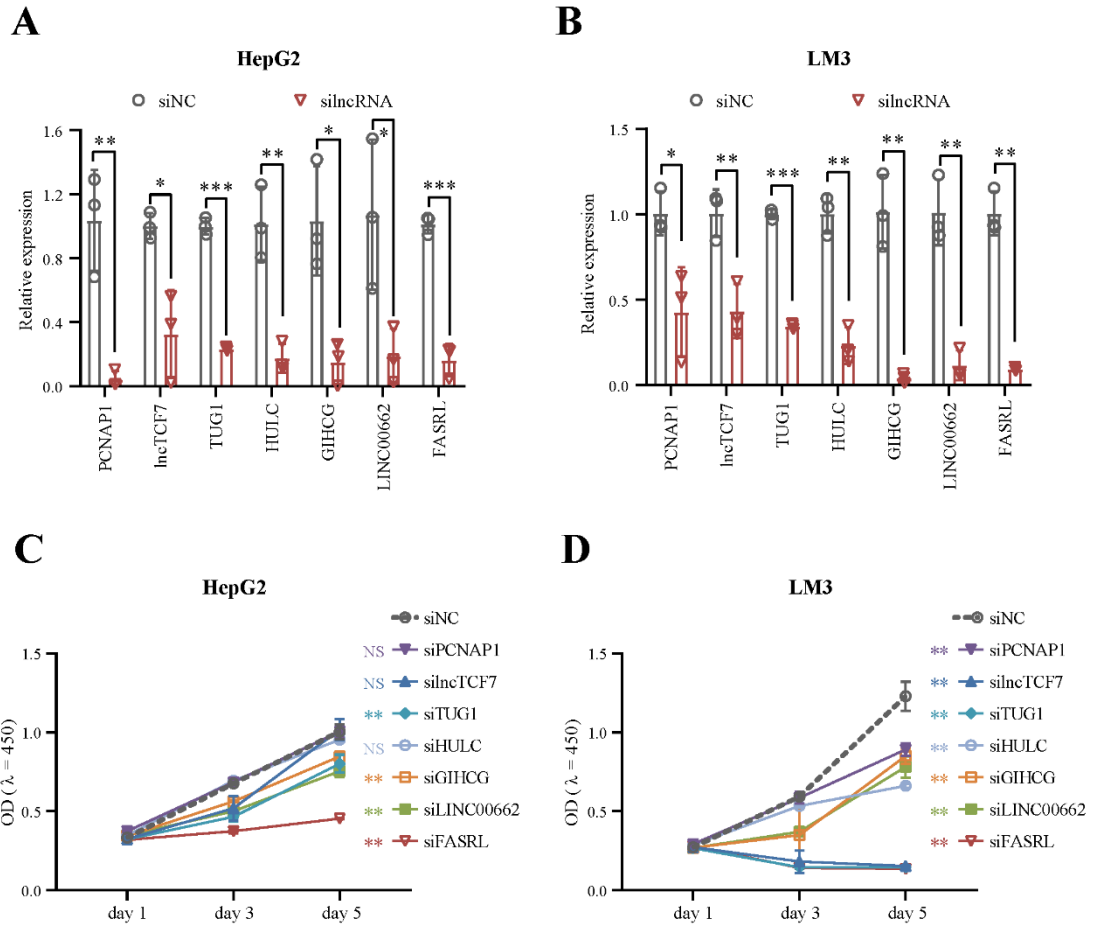 A
HepG2
siNC
silncRNA
Relative expression
1.6
1.2
0.8
0.4
0.0
**
*
***
**
*
*
***
PCNAP1
lncTCF7
TUG1
HULC
GIHCG
LINC00662
FASRL
B
LM3
siNC
silncRNA
Relative expression
1.5
1.0
0.5
0.0
*
**
***
**
**
**
**
PCNAP1
lncTCF7
TUG1
HULC
GIHCG
LINC00662
FASRL
C
HepG2
OD (λ = 450)
1.5
1.0
0.5
0.0
day 1
day 3
day 5
siNC
NS siPCNAP1
NS silncTCF7
** siTUG1
NS siHULC
** siGIHCG
** siLINC00662
** siFASRL
D
LM3
OD (λ = 450)
1.5
1.0
0.5
0.0
day 1
day 3
day 5
siNC
** siPCNAP1
** silncTCF7
** siTUG1
** siHULC
** siGIHCG
** siLINC00662
** siFASRL